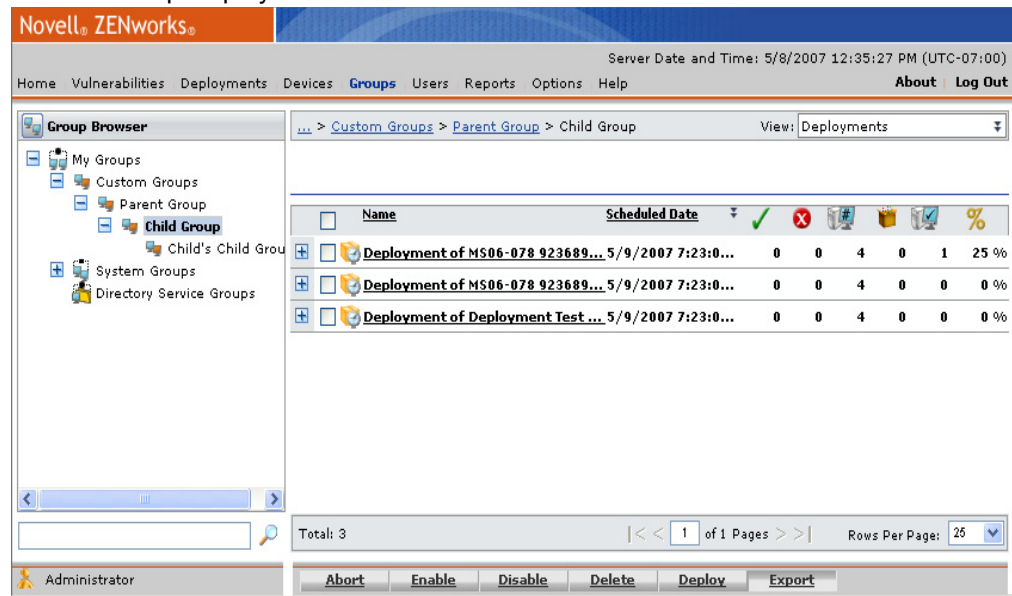 Novell® ZENworks®
Server Date and Time: 5/8/2007 12:35:27 PM (UTC-07:00)
Home Vulnerabilities Deployments Devices Groups Users Reports Options Help About | Log Out
Group Browser
... > Custom Groups > Parent Group > Child Group
View: Deployments
My Groups
Custom Groups
Parent Group
Child Group
Child's Child Grou
System Groups
Directory Service Groups
Name Scheduled Date # %
Deployment of MS06-078 923689... 5/9/2007 7:23:0... 0 0 4 0 1 25 %
Deployment of MS06-078 923689... 5/9/2007 7:23:0... 0 0 4 0 0 0 %
Deployment of Deployment Test ... 5/9/2007 7:23:0... 0 0 4 0 0 0 %
Total: 3 |< < 1 of 1 Pages > >| Rows Per Page: 25
Administrator
Abort Enable Disable Delete Deploy Export